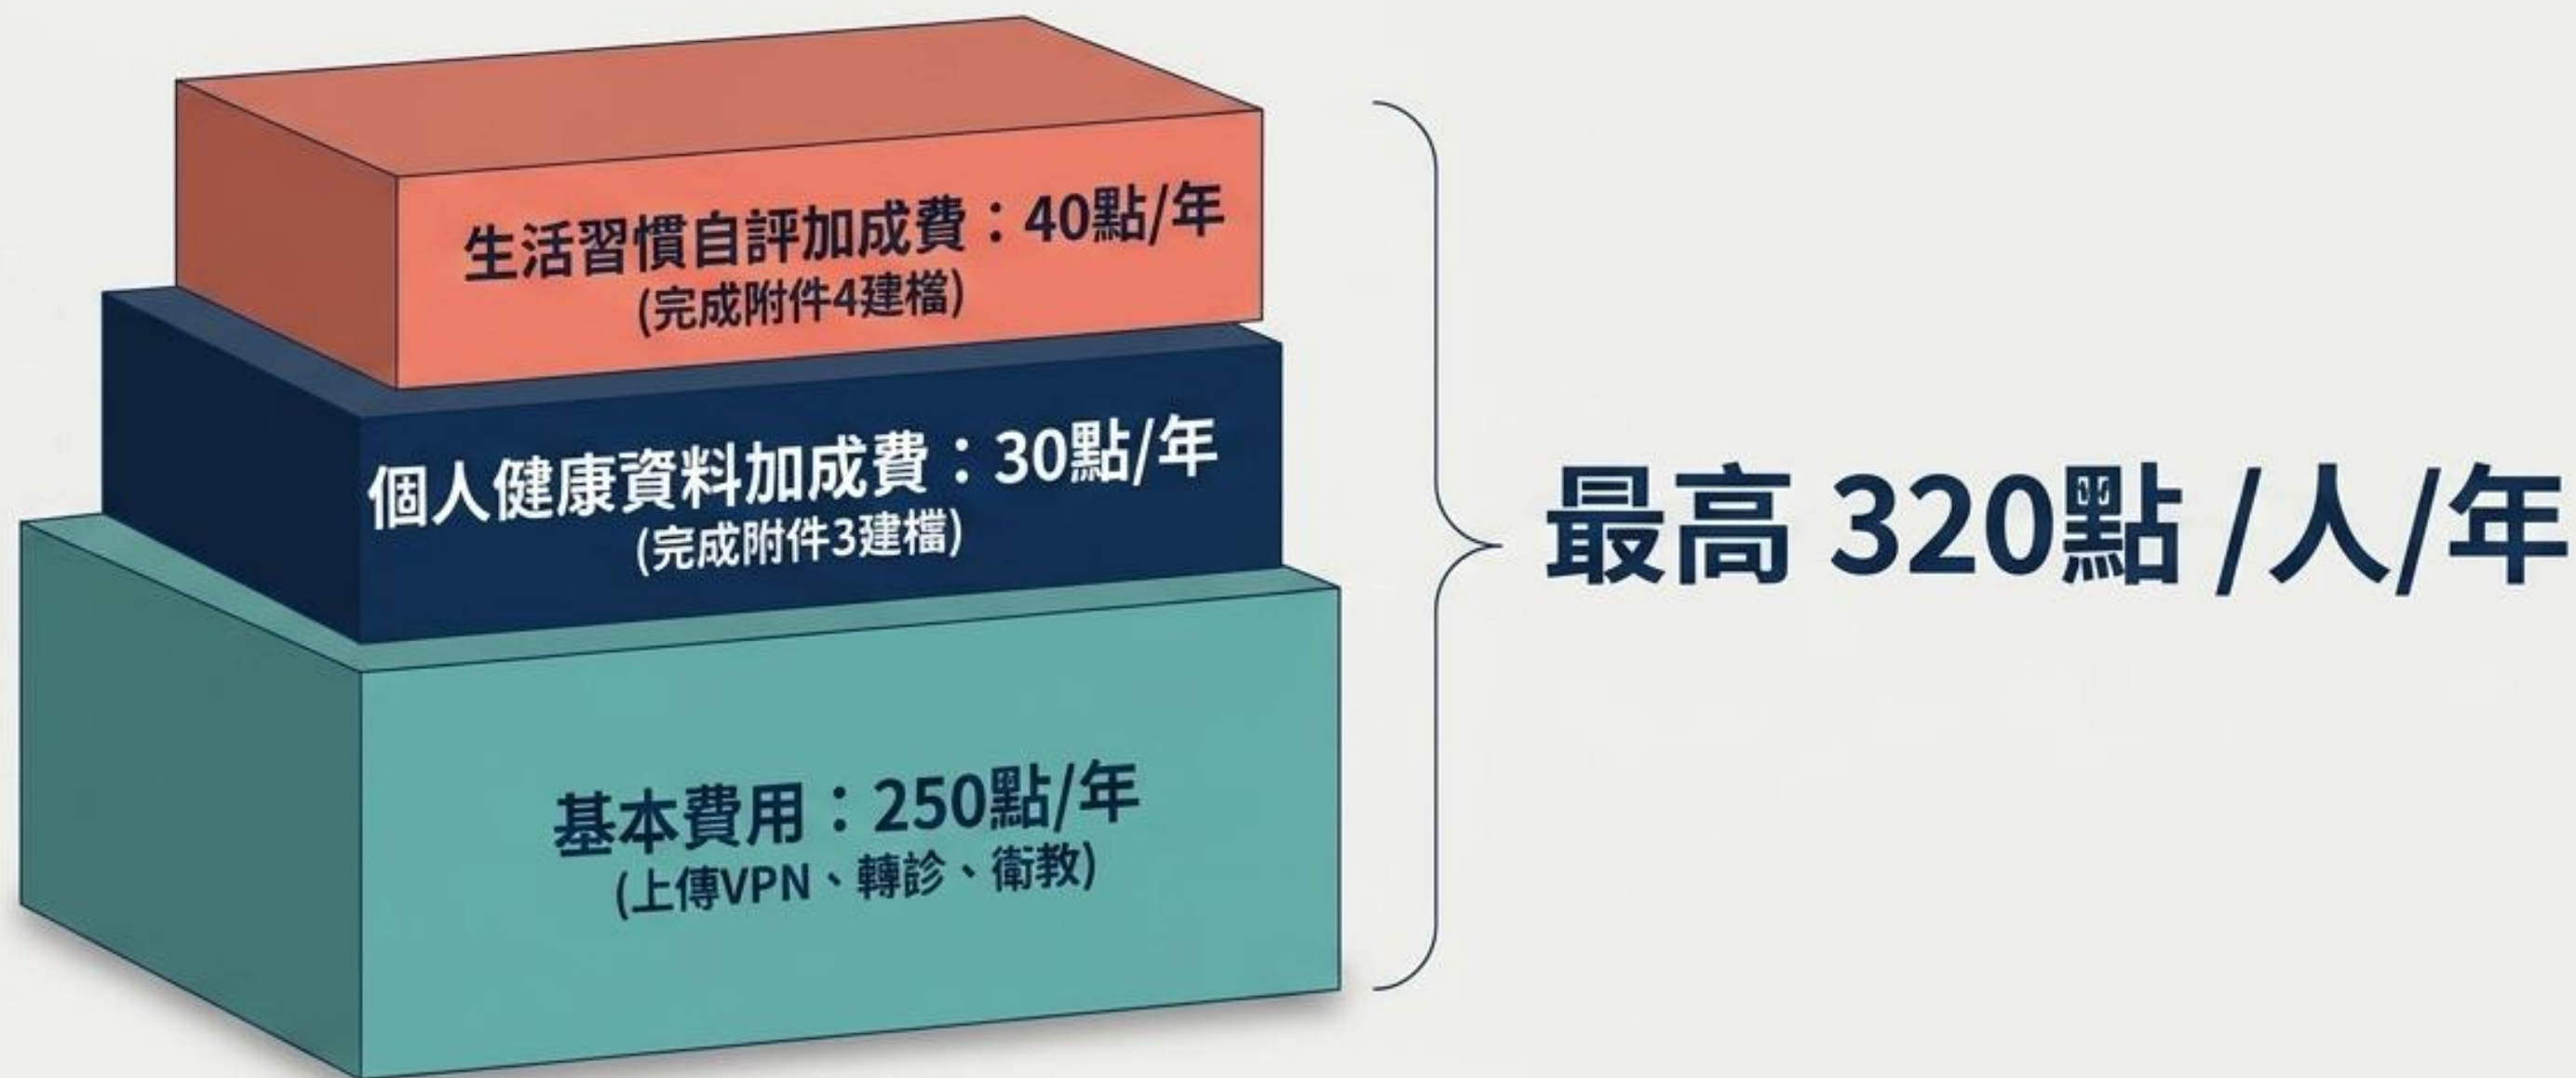 生活習慣自評加成費：40點/年
(完成附件4建檔)
個人健康資料加成費：30點/年
(完成附件3建檔)
基本費用：250點/年
(上傳VPN、轉診、衛教)
最高 320點 /人/年